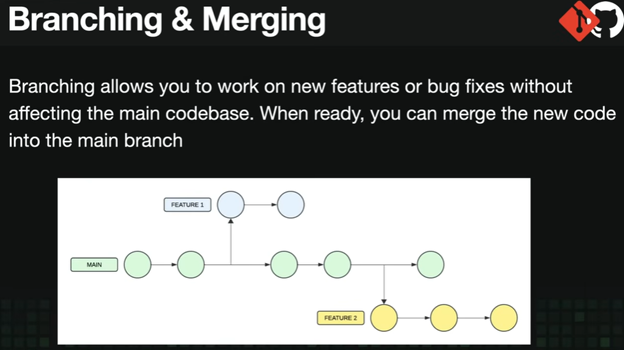 Branching & Merging
Branching allows you to work on new features or bug fixes without
affecting the main codebase. When ready, you can merge the new code
into the main branch
FEATURE 1
MAIN
FEATURE 2